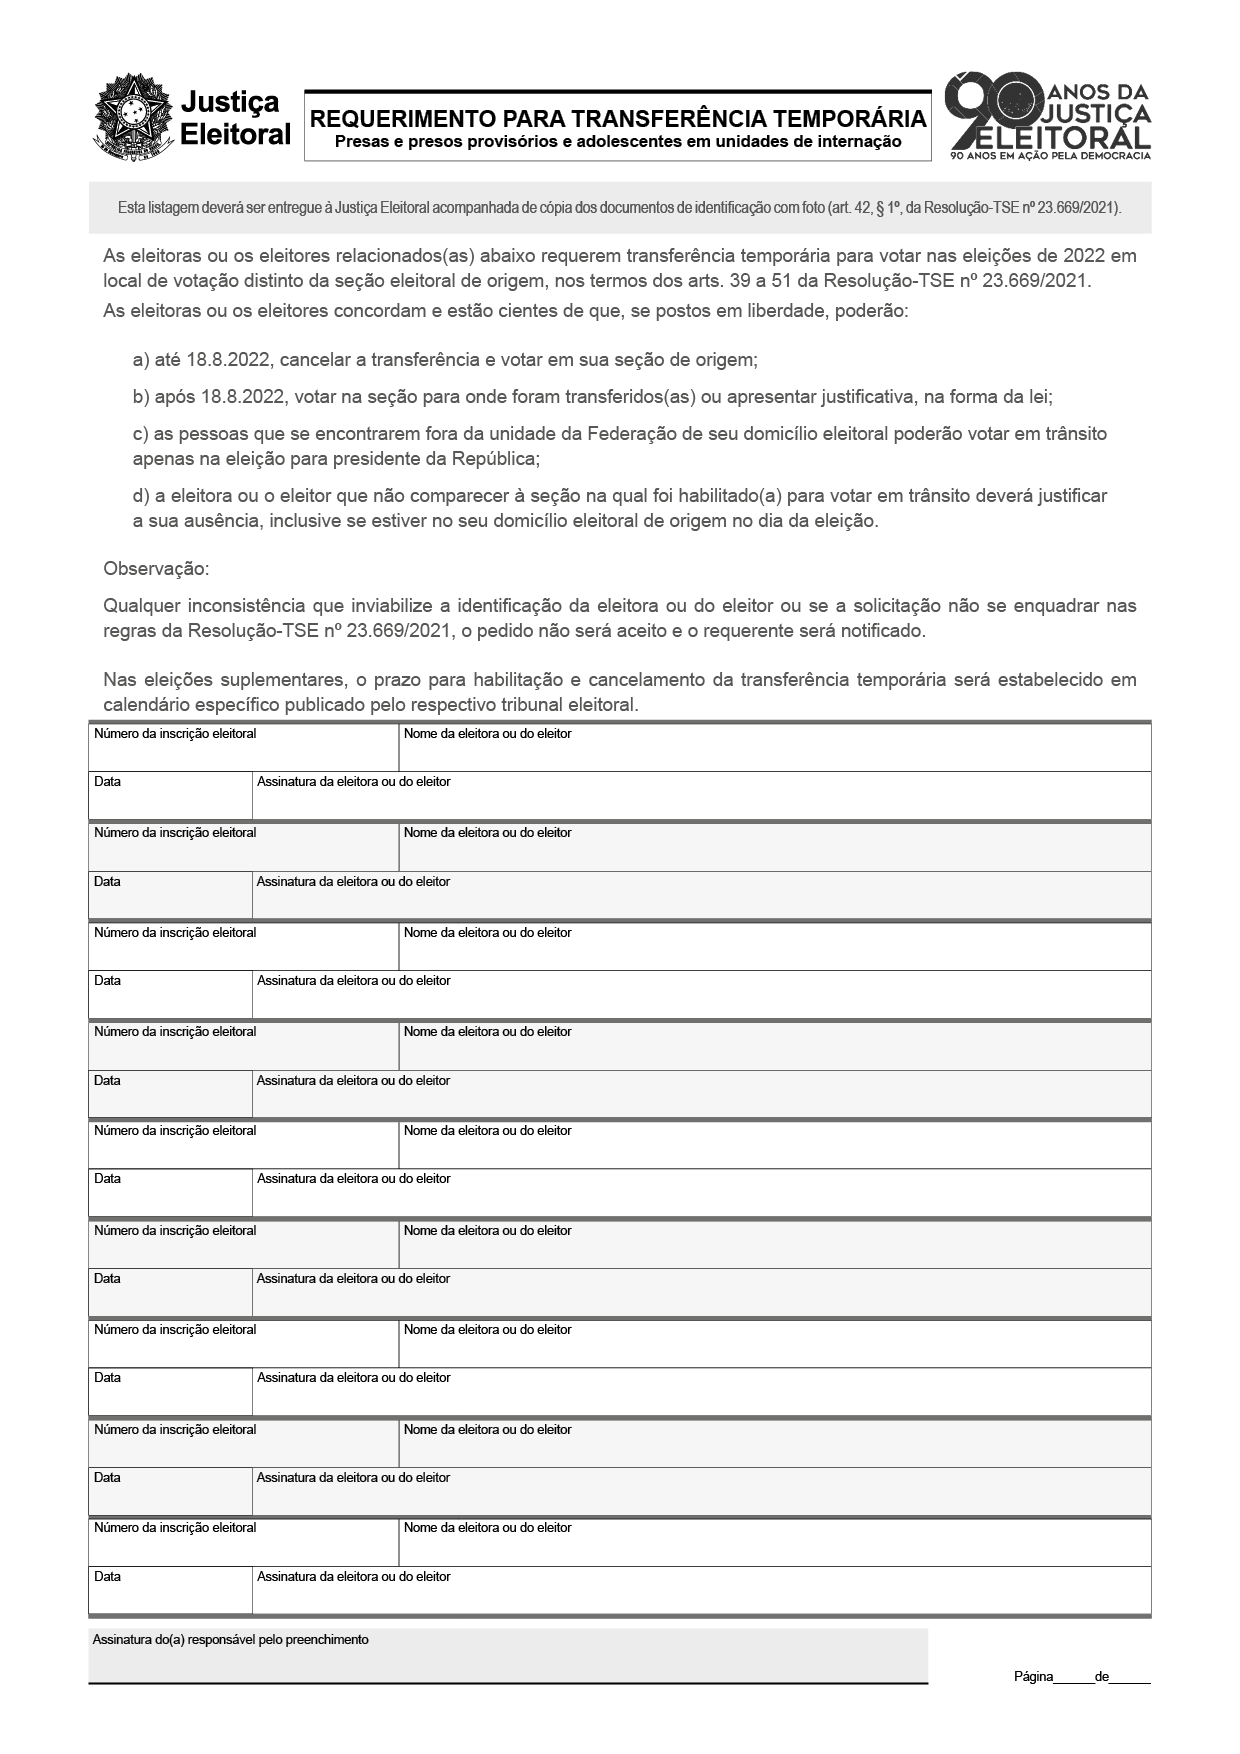 Justiça
Eleitoral
REQUERIMENTO PARA TRANSFERÊNCIA TEMPORÁRIA
Presas e presos provisórios e adolescentes em unidades de internação
90 ANOS DA
JUSTIÇA
ELEITORAL
90 ANOS EM AÇÃO PELA DEMOCRACIA
Esta listagem deverá ser entregue à Justiça Eleitoral acompanhada de cópia dos documentos de identificação com foto (art. 42, § 1º, da Resolução-TSE nº 23.669/2021).
As eleitoras ou os eleitores relacionados(as) abaixo requerem transferência temporária para votar nas eleições de 2022 em
local de votação distinto da seção eleitoral de origem, nos termos dos arts. 39 a 51 da Resolução-TSE nº 23.669/2021.
As eleitoras ou os eleitores concordam e estão cientes de que, se postos em liberdade, poderão:
a) até 18.8.2022, cancelar a transferência e votar em sua seção de origem;
b) após 18.8.2022, votar na seção para onde foram transferidos(as) ou apresentar justificativa, na forma da lei;
c) as pessoas que se encontrarem fora da unidade da Federação de seu domicílio eleitoral poderão votar em trânsito
apenas na eleição para presidente da República;
d) a eleitora ou o eleitor que não comparecer à seção na qual foi habilitado(a) para votar em trânsito deverá justificar
a sua ausência, inclusive se estiver no seu domicílio eleitoral de origem no dia da eleição.
Observação:
Qualquer inconsistência que inviabilize a identificação da eleitora ou do eleitor ou se a solicitação não se enquadrar nas
regras da Resolução-TSE nº 23.669/2021, o pedido não será aceito e o requerente será notificado.
Nas eleições suplementares, o prazo para habilitação e cancelamento da transferência temporária será estabelecido em
calendário específico publicado pelo respectivo tribunal eleitoral.
Número da inscrição eleitoral Nome da eleitora ou do eleitor
Data Assinatura da eleitora ou do eleitor
Número da inscrição eleitoral Nome da eleitora ou do eleitor
Data Assinatura da eleitora ou do eleitor
Número da inscrição eleitoral Nome da eleitora ou do eleitor
Data Assinatura da eleitora ou do eleitor
Número da inscrição eleitoral Nome da eleitora ou do eleitor
Data Assinatura da eleitora ou do eleitor
Número da inscrição eleitoral Nome da eleitora ou do eleitor
Data Assinatura da eleitora ou do eleitor
Número da inscrição eleitoral Nome da eleitora ou do eleitor
Data Assinatura da eleitora ou do eleitor
Número da inscrição eleitoral Nome da eleitora ou do eleitor
Data Assinatura da eleitora ou do eleitor
Número da inscrição eleitoral Nome da eleitora ou do eleitor
Data Assinatura da eleitora ou do eleitor
Número da inscrição eleitoral Nome da eleitora ou do eleitor
Data Assinatura da eleitora ou do eleitor
Assinatura do(a) responsável pelo preenchimento
Página______de______